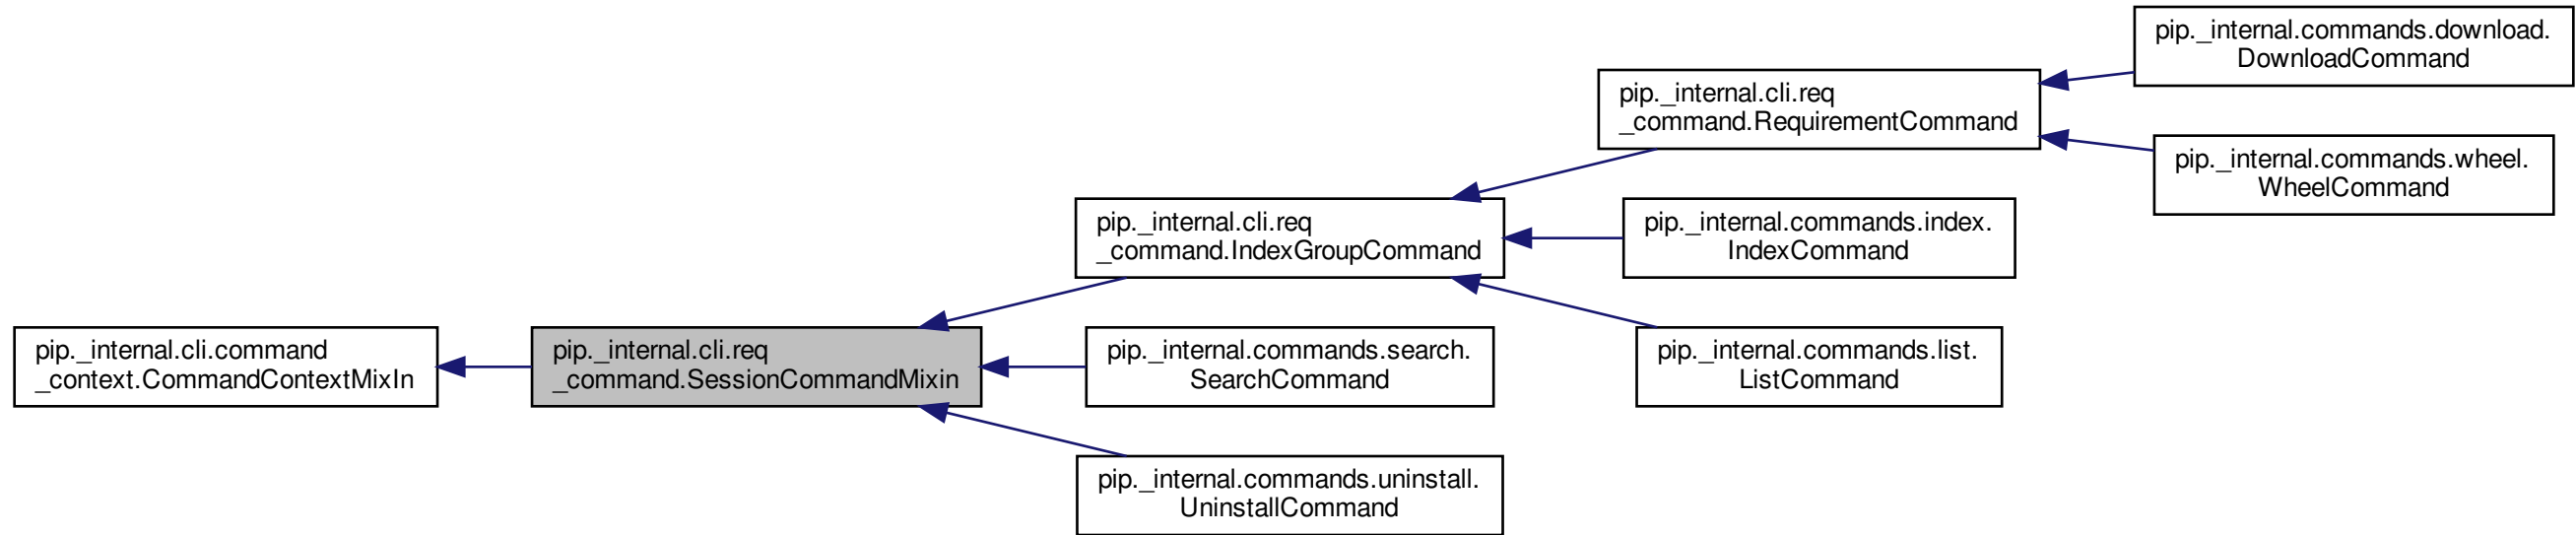 pip._internal.commands.download.
DownloadCommand
pip._internal.cli.req
_command.RequirementCommand
pip._internal.commands.wheel.
WheelCommand
pip._internal.cli.req
_command.IndexGroupCommand
pip._internal.commands.index.
IndexCommand
pip._internal.cli.command
_context.CommandContextMixIn
pip._internal.cli.req
_command.SessionCommandMixin
pip._internal.commands.search.
SearchCommand
pip._internal.commands.list.
ListCommand
pip._internal.commands.uninstall.
UninstallCommand